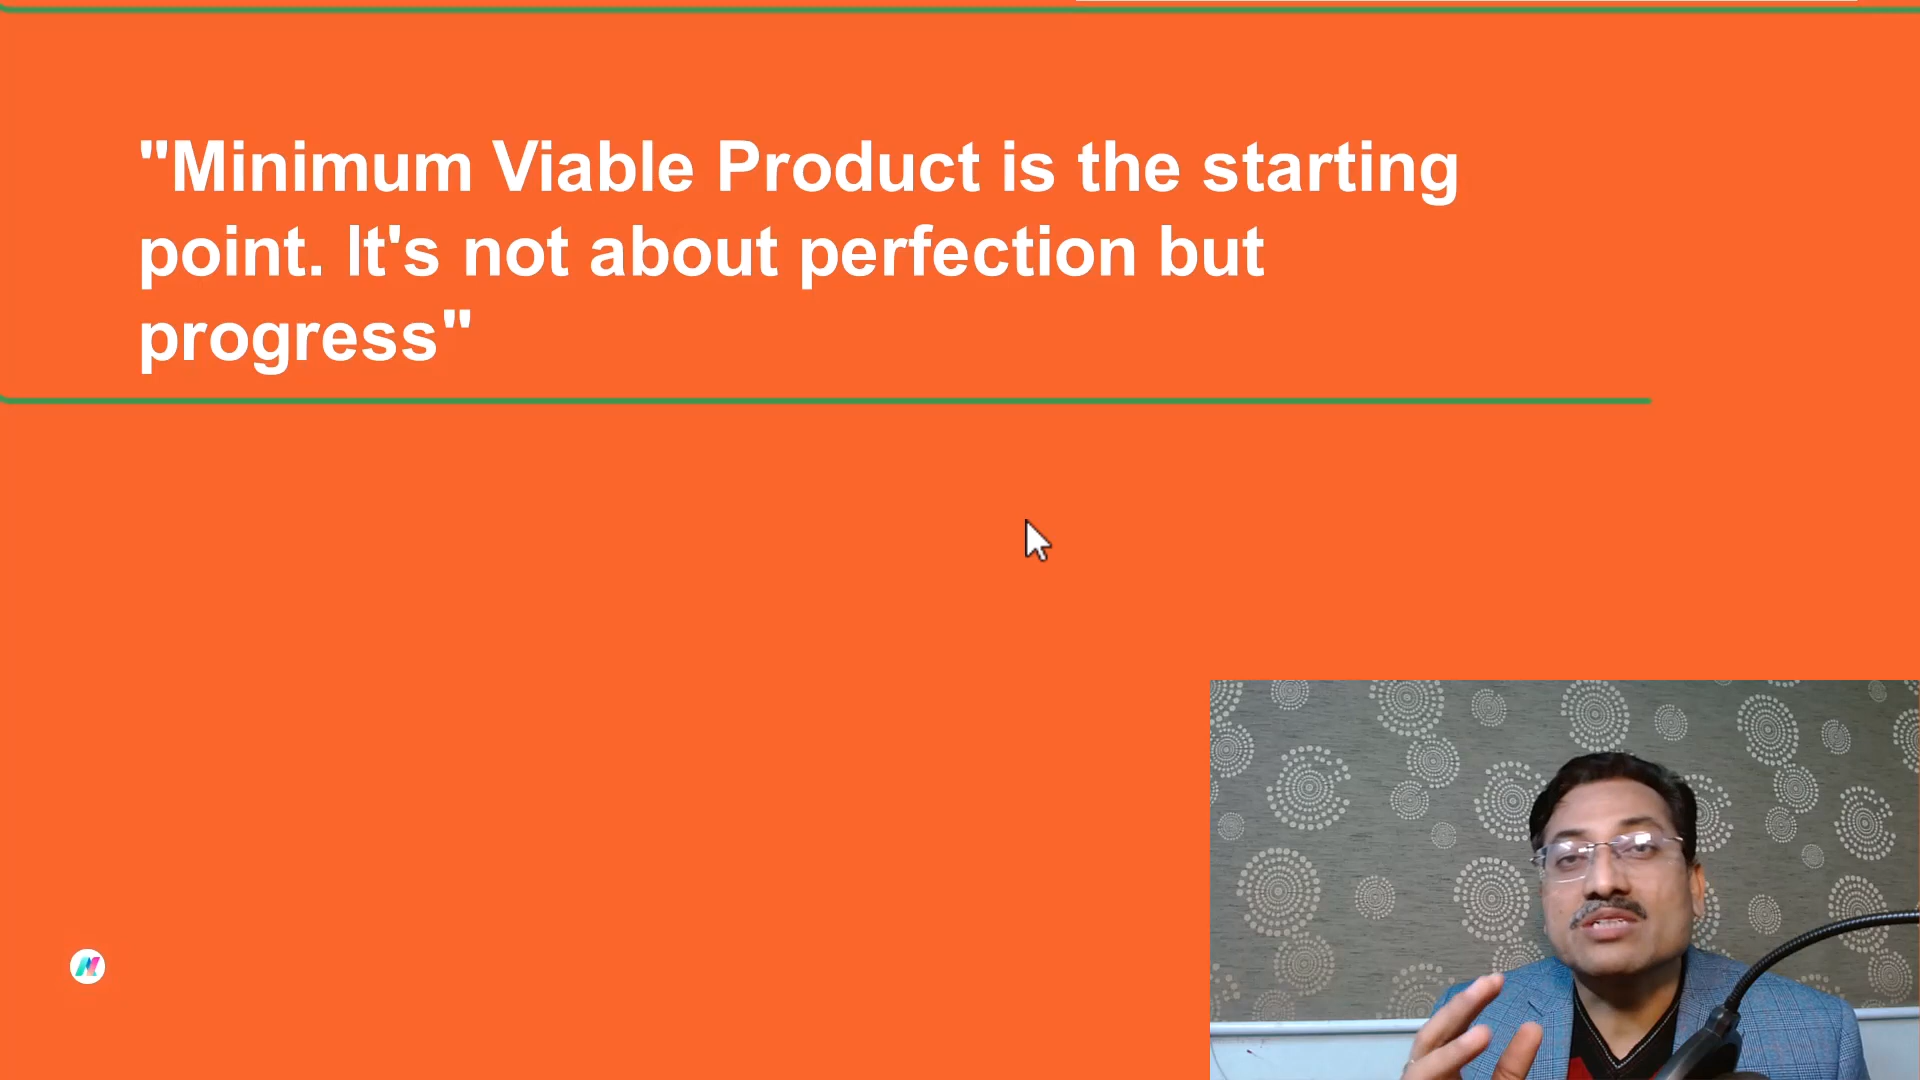 "Minimum Viable Product is the starting
point. It's not about perfection but
progress"